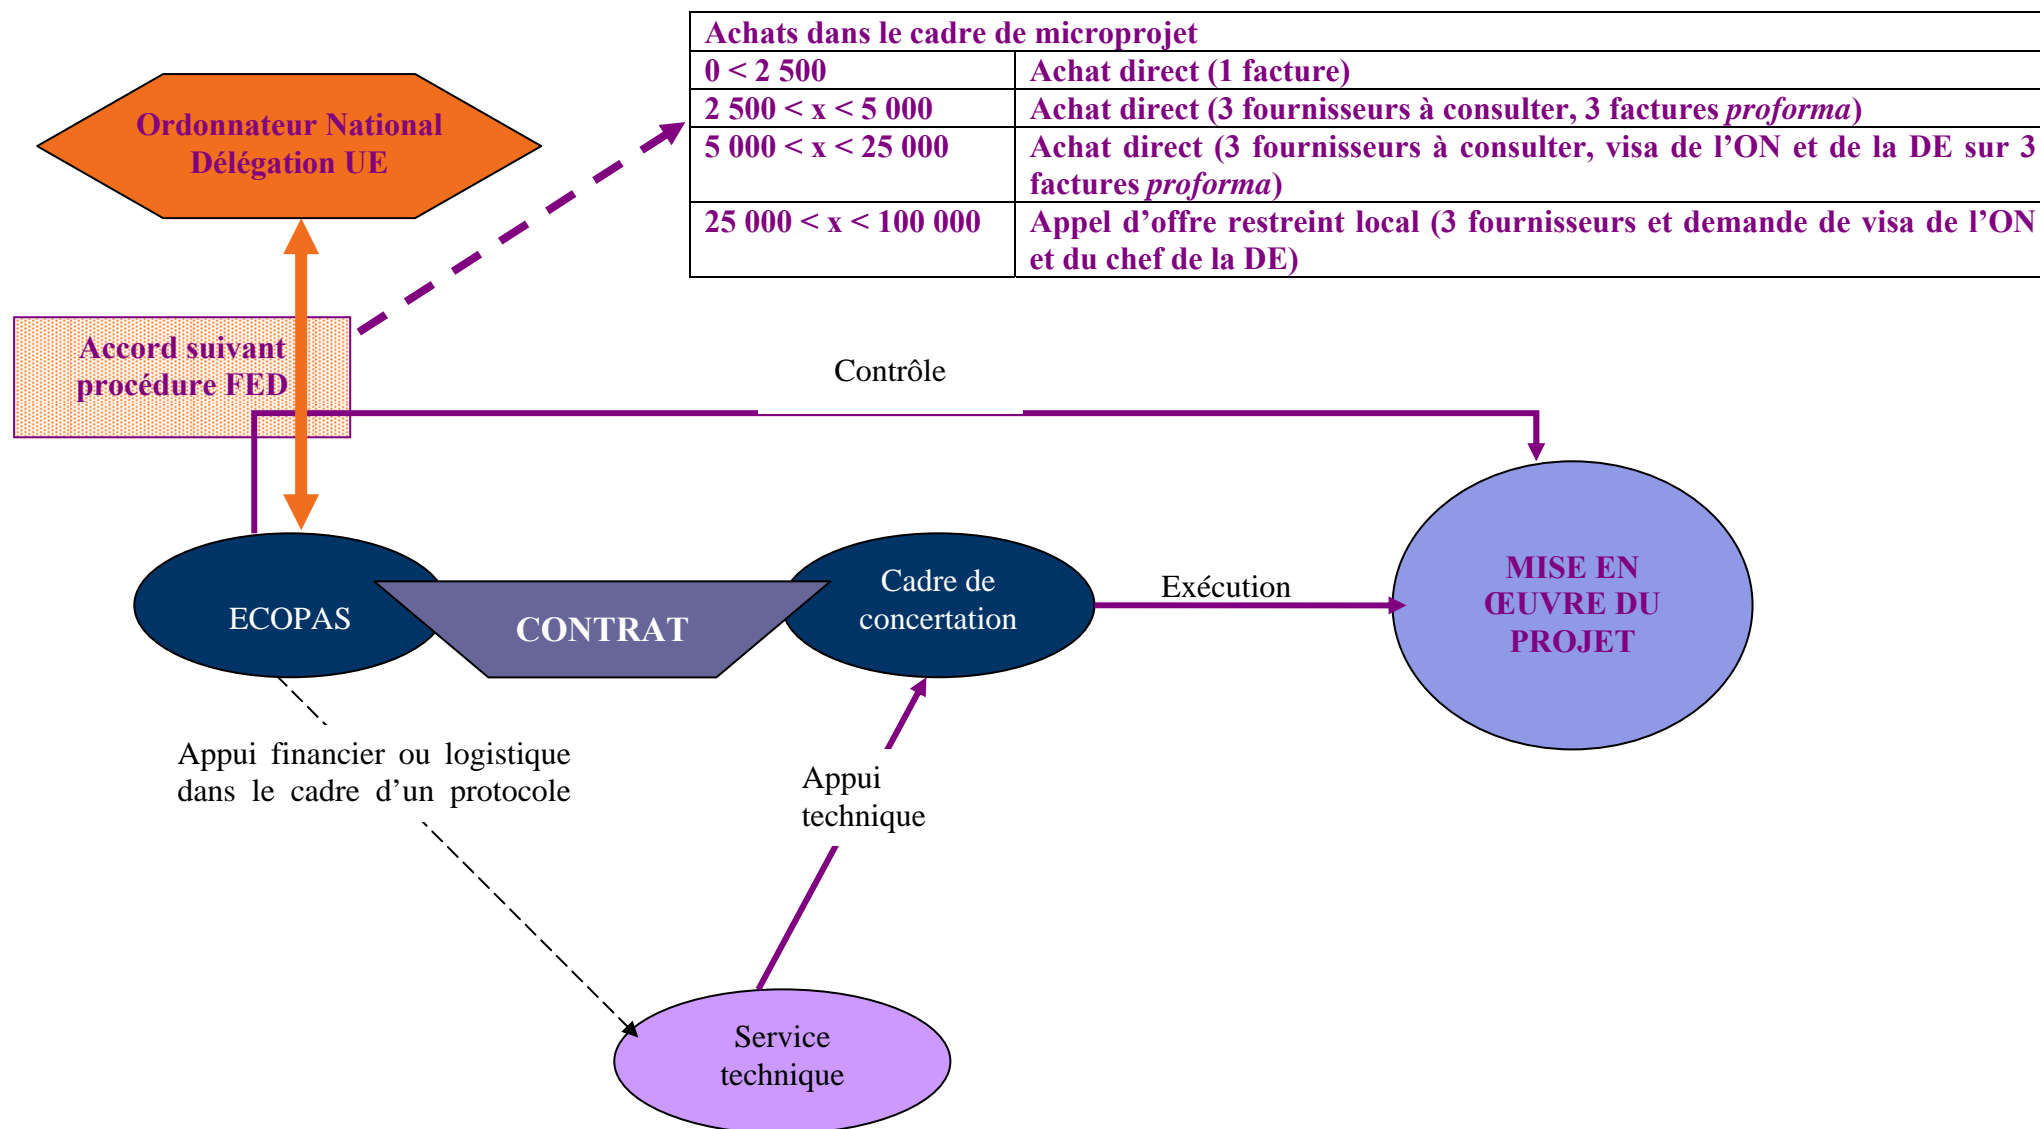 Achats dans le cadre de microprojet
0 < 2 500 Achat direct (1 facture)
2 500 < x < 5 000 Achat direct (3 fournisseurs à consulter, 3 factures proforma)
5 000 < x < 25 000 Achat direct (3 fournisseurs à consulter, visa de l’ON et de la DE sur 3
factures proforma)
25 000 < x < 100 000 Appel d’offre restreint local (3 fournisseurs et demande de visa de l’ON
et du chef de la DE)
Ordonnateur National
Délégation UE
Accord suivant
procédure FED
Contrôle
ECOPAS
CONTRAT
Cadre de
concertation
Exécution
MISE EN
ŒUVRE DU
PROJET
Appui financier ou logistique
dans le cadre d’un protocole
Appui
technique
Service
technique